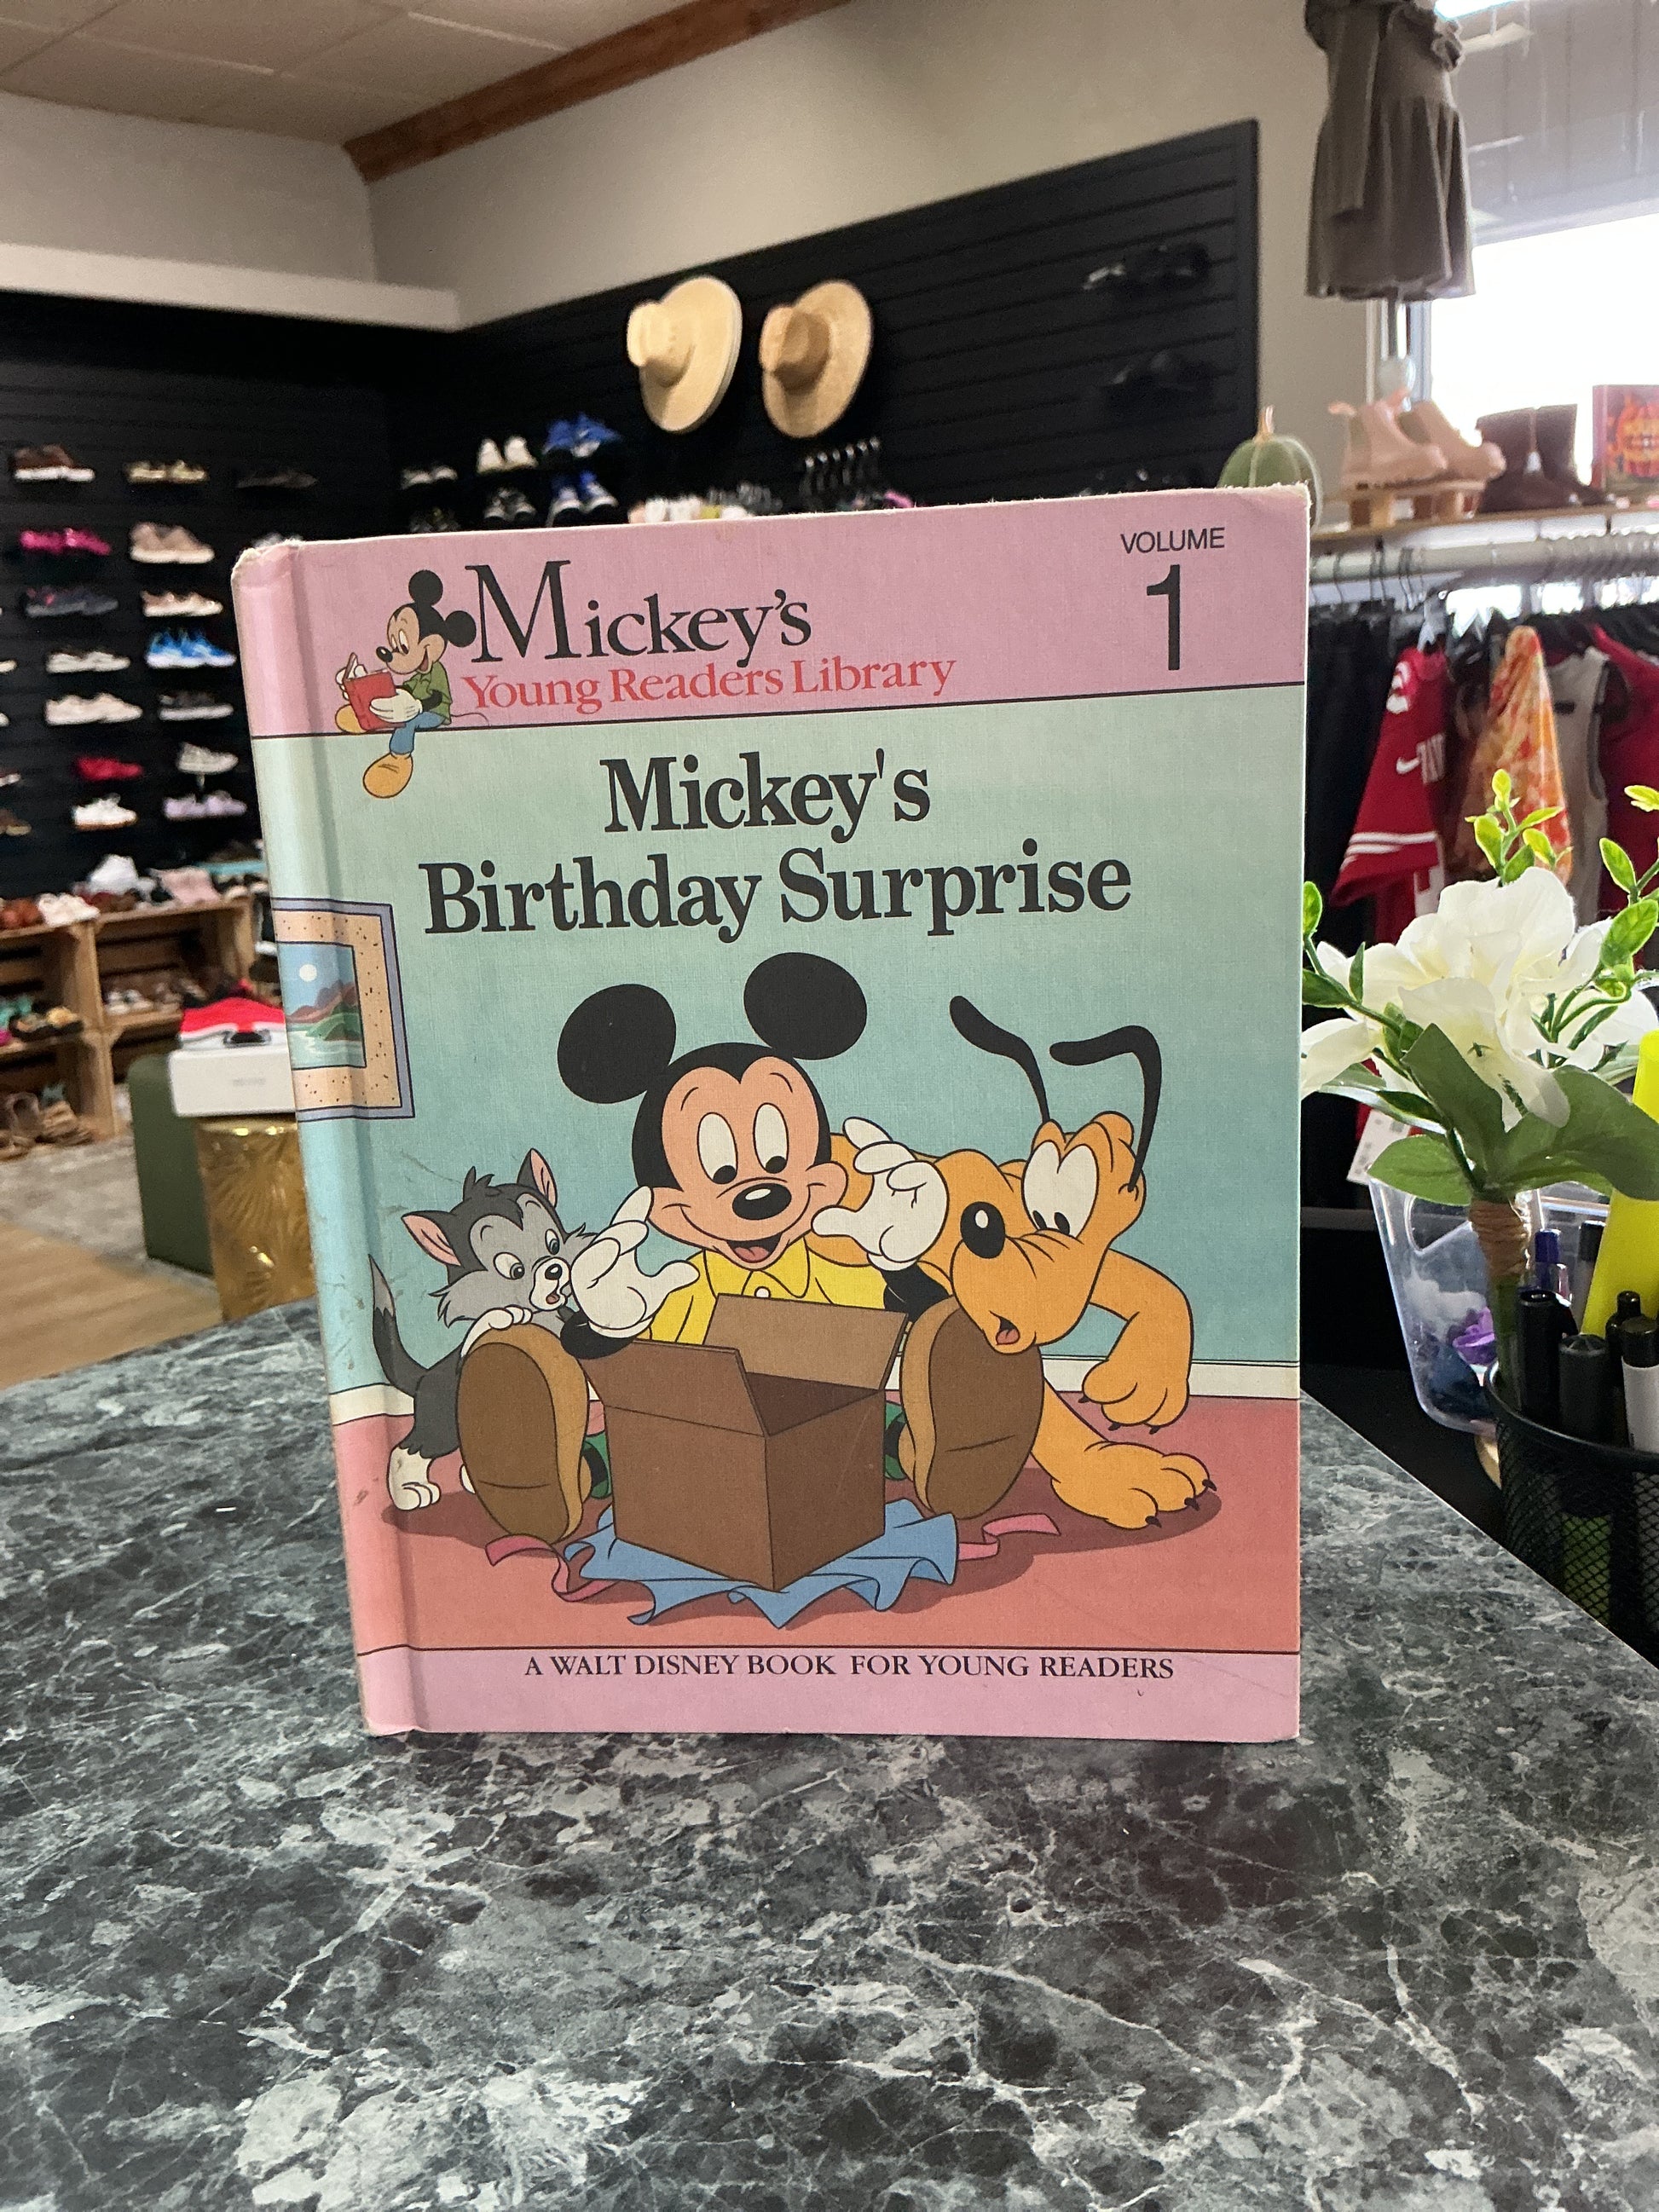 VOLUME
1
Mickey's
Young Readers Library
Mickey's
Birthday Surprise
A WALT DISNEY BOOK FOR YOUNG READERS